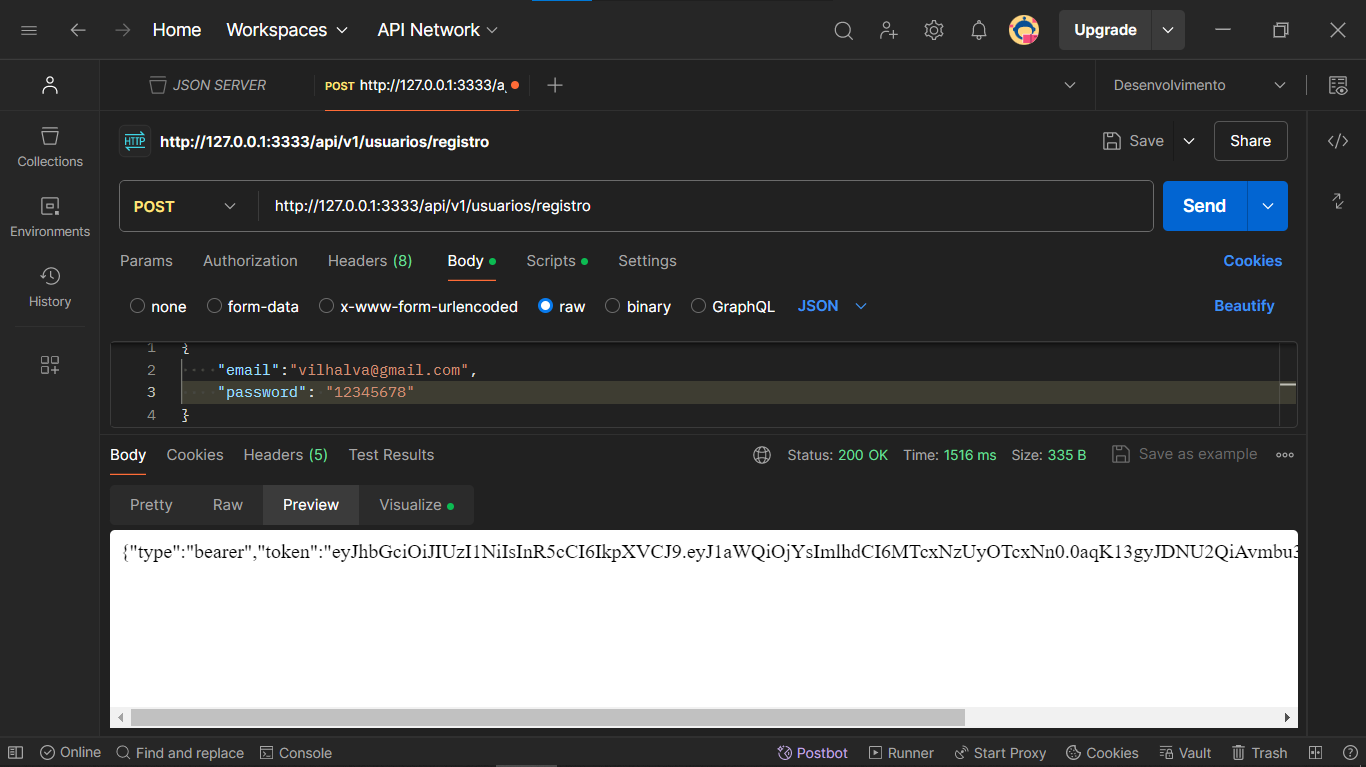 Home Workspaces API Network Upgrade
JSON SERVER POST http://127.0.0.1:3333/a Desenvolvimento
HTTP http://127.0.0.1:3333/api/v1/usuarios/registro Save Share
Collections
POST http://127.0.0.1:3333/api/v1/usuarios/registro Send
Environments
Params Authorization Headers (8) Body Scripts Settings Cookies
History
none form-data x-www-form-urlencoded raw binary GraphQL JSON Beautify
1 {
2 "email":"vilhalva@gmail.com",
3 "password": "12345678"
4 }
Body Cookies Headers (5) Test Results Status: 200 OK Time: 1516 ms Size: 335 B Save as example
Pretty Raw Preview Visualize
{"type":"bearer","token":"eyJhbGciOiJIUzI1NiIsInR5cCI6IkpXVCJ9.eyJ1aWQiOjYsImlhdCI6MTcxNzUyOTcxNn0.0aqK13gyJDNU2QiAvmbu3
Online Find and replace Console Postbot Runner Start Proxy Cookies Vault Trash